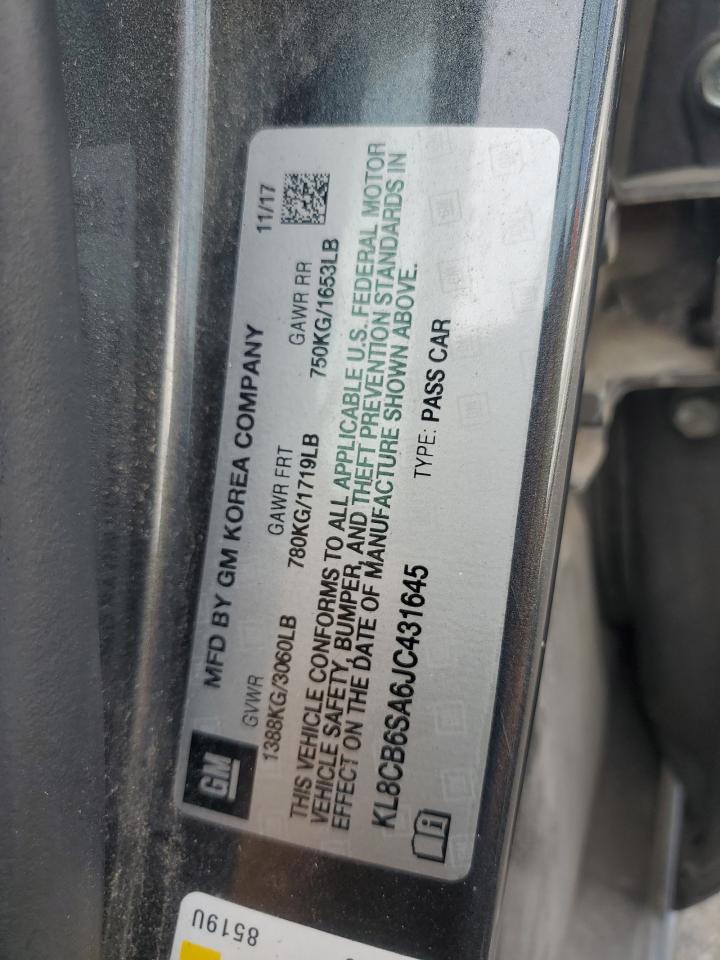 GM
MFD BY GM KOREA COMPANY 11/17
GVWR GAWR FRT GAWR RR
1388KG/3060LB 780KG/1719LB 750KG/1653LB
THIS VEHICLE CONFORMS TO ALL APPLICABLE U.S. FEDERAL MOTOR
VEHICLE SAFETY, BUMPER, AND THEFT PREVENTION STANDARDS IN
EFFECT ON THE DATE OF MANUFACTURE SHOWN ABOVE.
KL8CB6SA6JC431645 TYPE: PASS CAR
8519U